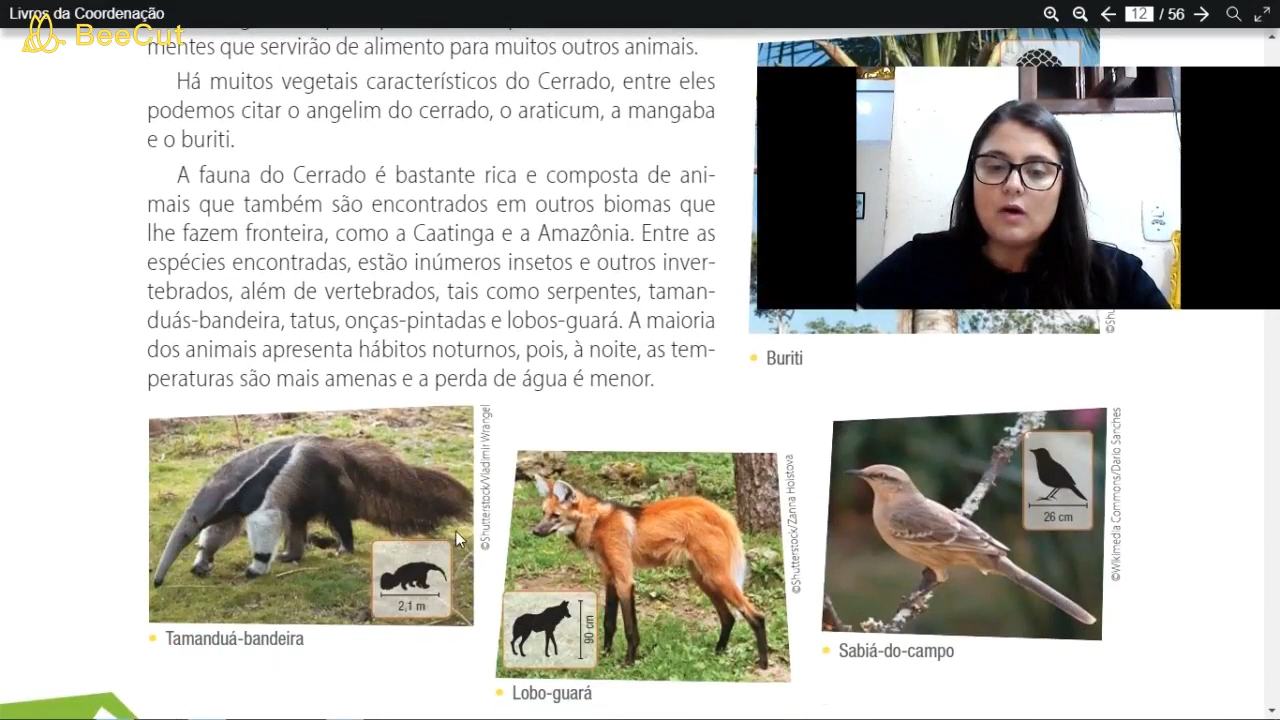 Livros da Coordenação
12 / 56
BeeCut
mentes que servirão de alimento para muitos outros animais.
Há muitos vegetais característicos do Cerrado, entre eles
podemos citar o angelim do cerrado, o araticum, a mangaba
e o buriti.
A fauna do Cerrado é bastante rica e composta de ani-
mais que também são encontrados em outros biomas que
lhe fazem fronteira, como a Caatinga e a Amazônia. Entre as
espécies encontradas, estão inúmeros insetos e outros inver-
tebrados, além de vertebrados, tais como serpentes, taman-
duás-bandeira, tatus, onças-pintadas e lobos-guará. A maioria
dos animais apresenta hábitos noturnos, pois, à noite, as tem-
peraturas são mais amenas e a perda de água é menor.
Buriti
©Shutterstock/Vladimir Wrangel
2,1 m
Tamanduá-bandeira
©Shutterstock/Zanna Holstova
90 cm
Lobo-guará
©Wikimedia Commons/Dario Sanches
26 cm
Sabiá-do-campo